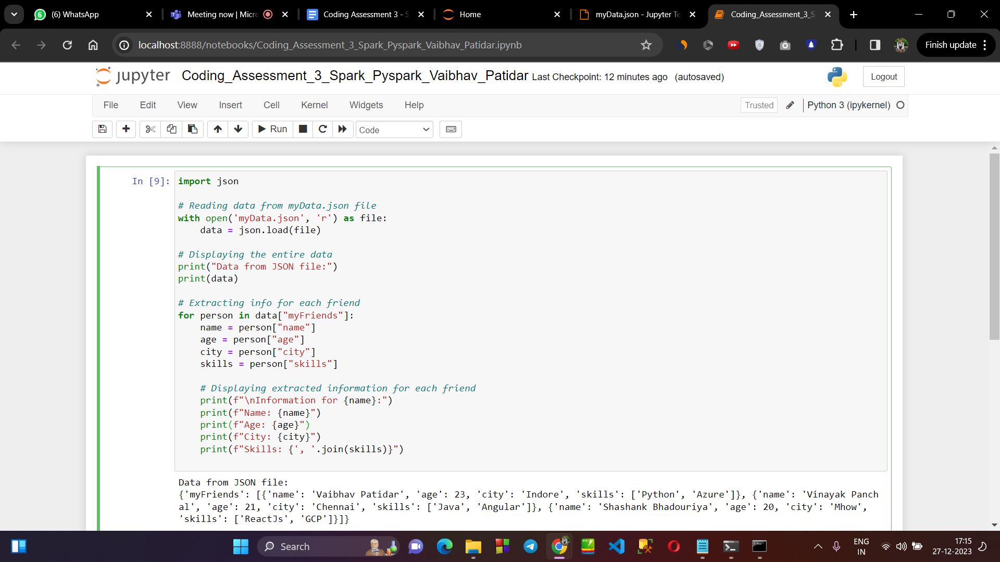 6 (6) WhatsApp
Meeting now | Micro
Coding Assessment 3 - S
Home
myData.json - Jupyter Te
Coding_Assessment_3_S
localhost:8888/notebooks/Coding_Assessment_3_Spark_Pyspark_Vaibhav_Patidar.ipynb
Finish update
jupyter Coding_Assessment_3_Spark_Pyspark_Vaibhav_Patidar Last Checkpoint: 12 minutes ago (autosaved)
Logout
File Edit View Insert Cell Kernel Widgets Help
Trusted
Python 3 (ipykernel)
Run
Code
In [9]:
import json
# Reading data from myData.json file
with open('myData.json', 'r') as file:
    data = json.load(file)
# Displaying the entire data
print("Data from JSON file:")
print(data)
# Extracting info for each friend
for person in data["myFriends"]:
    name = person["name"]
    age = person["age"]
    city = person["city"]
    skills = person["skills"]
    # Displaying extracted information for each friend
    print(f"\nInformation for {name}:")
    print(f"Name: {name}")
    print(f"Age: {age}")
    print(f"City: {city}")
    print(f"Skills: {', '.join(skills)}")
Data from JSON file:
{'myFriends': [{'name': 'Vaibhav Patidar', 'age': 23, 'city': 'Indore', 'skills': ['Python', 'Azure']}, {'name': 'Vinayak Panch
al', 'age': 21, 'city': 'Chennai', 'skills': ['Java', 'Angular']}, {'name': 'Shashank Bhadouriya', 'age': 20, 'city': 'Mhow',
'skills': ['ReactJs', 'GCP']}]}
Search
ENG
IN
17:15
27-12-2023